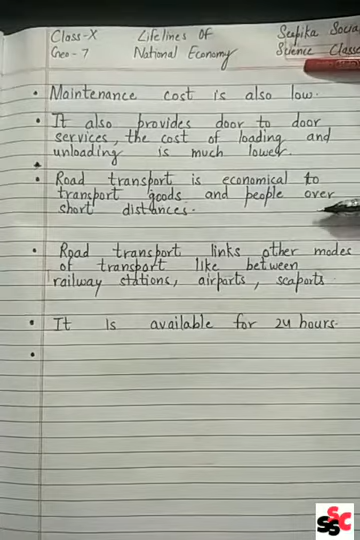 Class-X Lifelines Of Seepika Socia
Geo-7 National Economy Science Classe
• Maintenance cost is also low.
• It also provides door to door
services, the cost of loading and
unloading is much lower.
• Road transport is economical to
transport goods and people over
short distances.
• Road transport links other modes
of transport like between
railway stations, airports, seaports
• It is available for 24 hours.
•
SSC